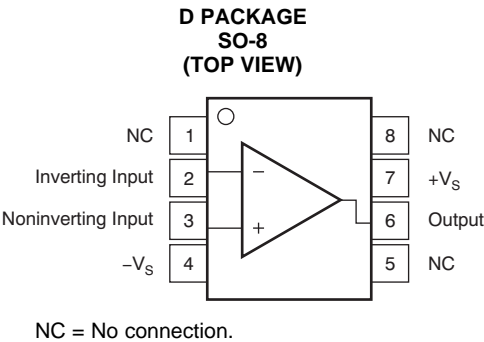 D PACKAGE
SO-8
(TOP VIEW)
NC 1 8 NC
Inverting Input 2 − 7 +VS
Noninverting Input 3 + 6 Output
−VS 4 5 NC
NC = No connection.